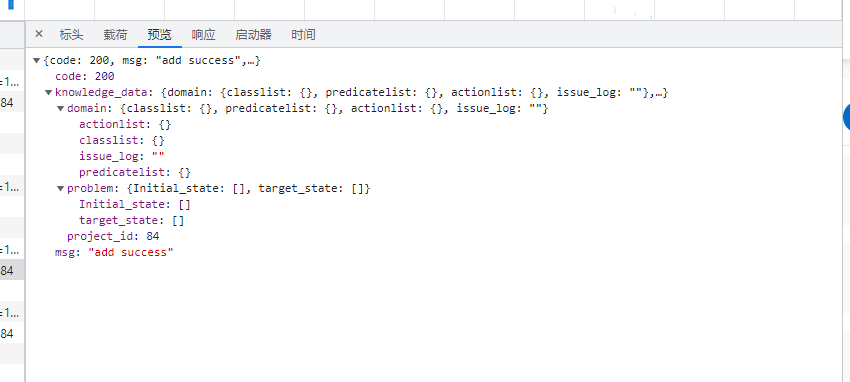 标头 载荷 预览 响应 启动器 时间
{code: 200, msg: "add success",…}
code: 200
knowledge_data: {domain: {classlist: {}, predicatelist: {}, actionlist: {}, issue_log: ""},…}
domain: {classlist: {}, predicatelist: {}, actionlist: {}, issue_log: ""}
actionlist: {}
classlist: {}
issue_log: ""
predicatelist: {}
problem: {Initial_state: [], target_state: []}
Initial_state: []
target_state: []
project_id: 84
msg: "add success"
=1...
84
=1...
=1...
84
=1...
84